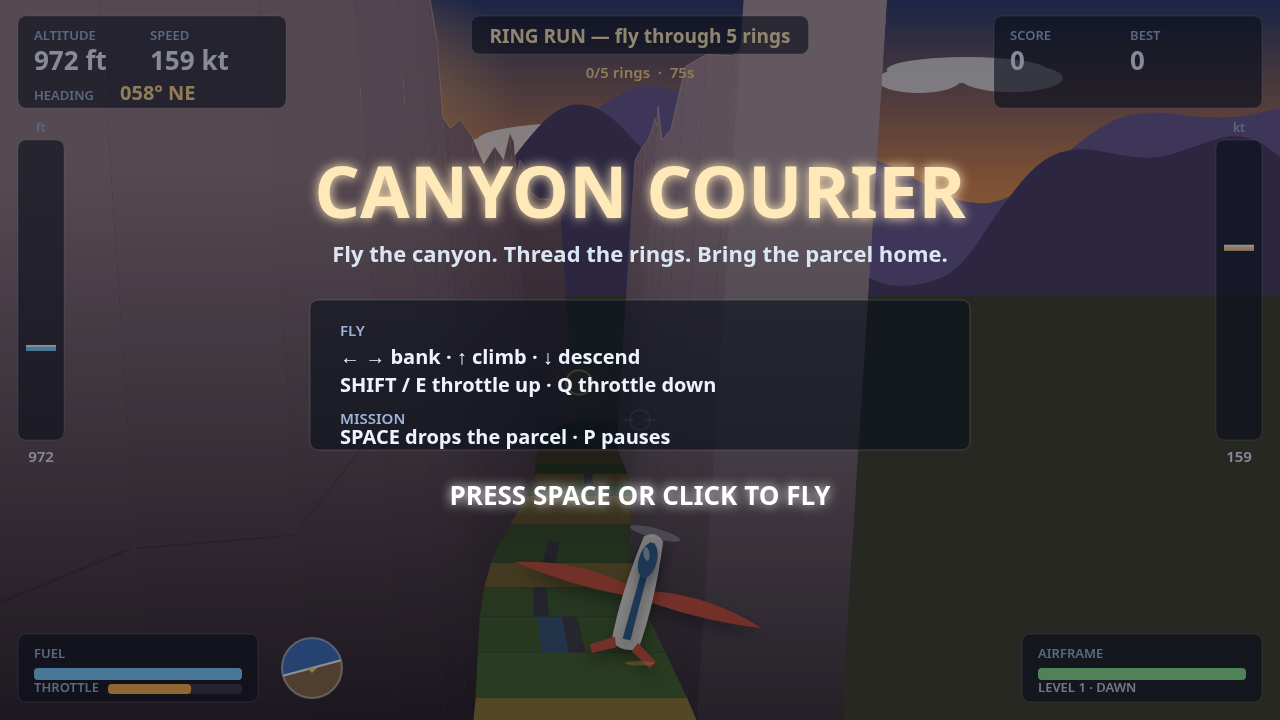 ALTITUDE SPEED
972 ft 159 kt
HEADING 058° NE
RING RUN — fly through 5 rings
0/5 rings · 75s
SCORE BEST
0 0
ft
kt
CANYON COURIER
Fly the canyon. Thread the rings. Bring the parcel home.
FLY
← → bank · ↑ climb · ↓ descend
SHIFT / E throttle up · Q throttle down
MISSION
SPACE drops the parcel · P pauses
972
159
PRESS SPACE OR CLICK TO FLY
FUEL
THROTTLE
AIRFRAME
LEVEL 1 · DAWN